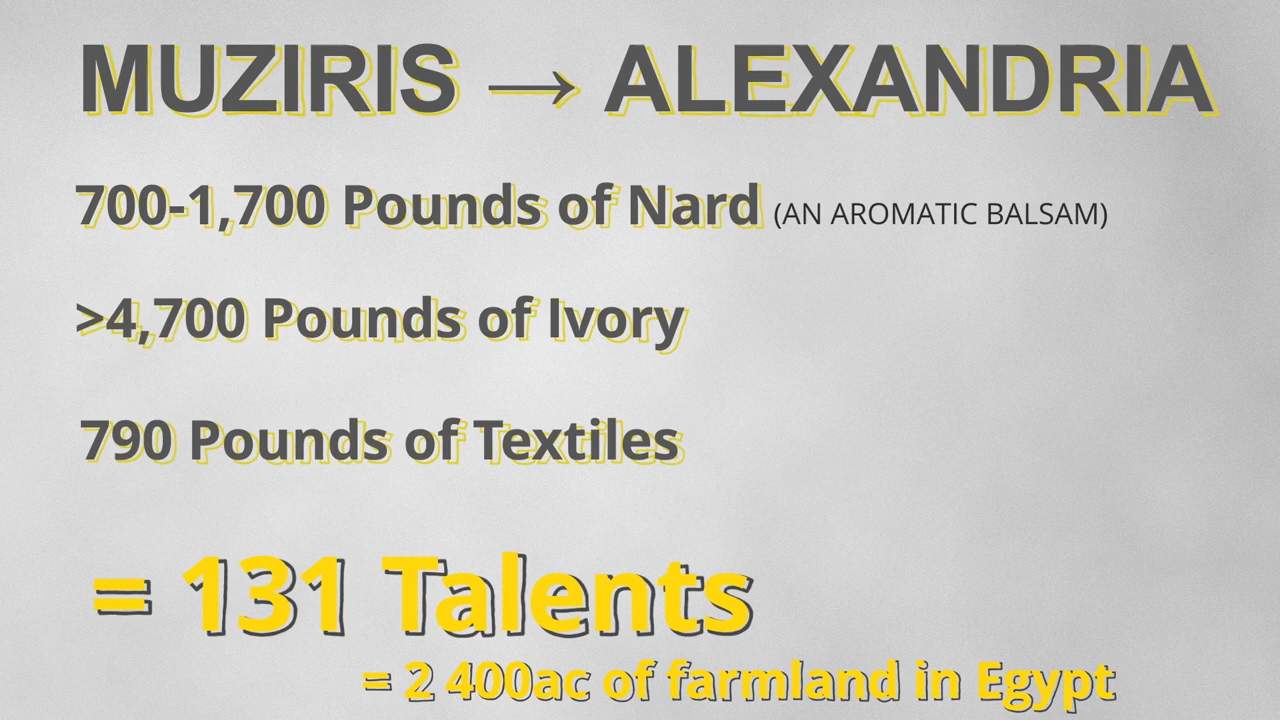 MUZIRIS → ALEXANDRIA
700-1,700 Pounds of Nard (AN AROMATIC BALSAM)
>4,700 Pounds of Ivory
790 Pounds of Textiles
= 131 Talents
= 2 400ac of farmland in Egypt